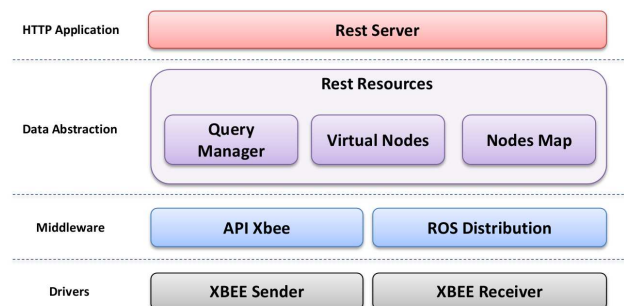 HTTP Application
Rest Server
Rest Resources
Data Abstraction
Query
Manager
Virtual Nodes
Nodes Map
Middleware
API Xbee
ROS Distribution
Drivers
XBEE Sender
XBEE Receiver